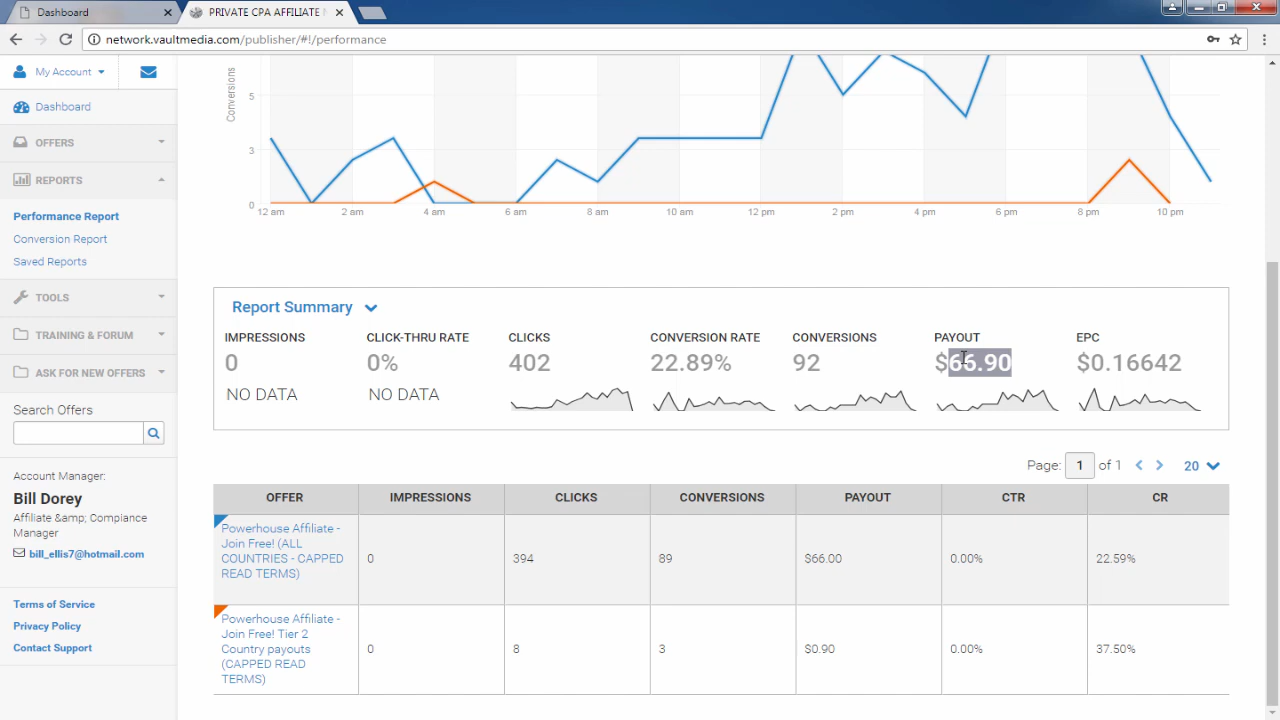 Dashboard
PRIVATE CPA AFFILIATE
network.vaultmedia.com/publisher/#!/performance
My Account
Dashboard
OFFERS
REPORTS
Performance Report
Conversion Report
Saved Reports
TOOLS
TRAINING & FORUM
ASK FOR NEW OFFERS
Search Offers
Account Manager:
Bill Dorey
Affiliate &amp; Compliance
Manager
bill_ellis7@hotmail.com
Terms of Service
Privacy Policy
Contact Support
Conversions
5
3
0
12 am 2 am 4 am 6 am 8 am 10 am 12 pm 2 pm 4 pm 6 pm 8 pm 10 pm
Report Summary
IMPRESSIONS CLICK-THRU RATE CLICKS CONVERSION RATE CONVERSIONS PAYOUT EPC
0 0% 402 22.89% 92 $66.90 $0.16642
NO DATA NO DATA
Page: 1 of 1 20
OFFER IMPRESSIONS CLICKS CONVERSIONS PAYOUT CTR CR
Powerhouse Affiliate -
Join Free! (ALL
COUNTRIES - CAPPED
READ TERMS)
0 394 89 $66.00 0.00% 22.59%
Powerhouse Affiliate -
Join Free! Tier 2
Country payouts
(CAPPED READ
TERMS)
0 8 3 $0.90 0.00% 37.50%